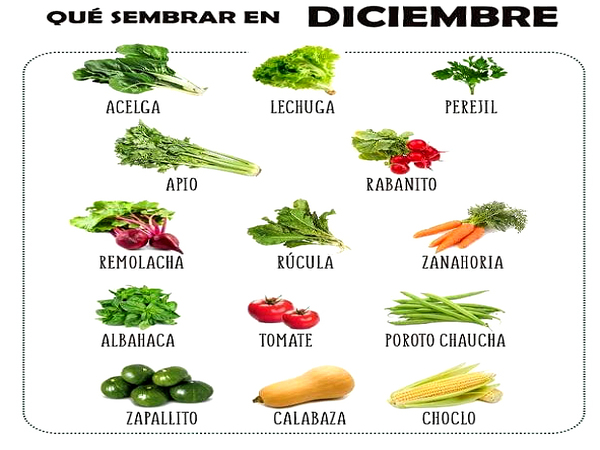 QUÉ SEMBRAR EN DICIEMBRE
ACELGA LECHUGA PEREJIL
APIO RABANITO
REMOLACHA RÚCULA ZANAHORIA
ALBAHACA TOMATE POROTO CHAUCHA
ZAPALLITO CALABAZA CHOCLO